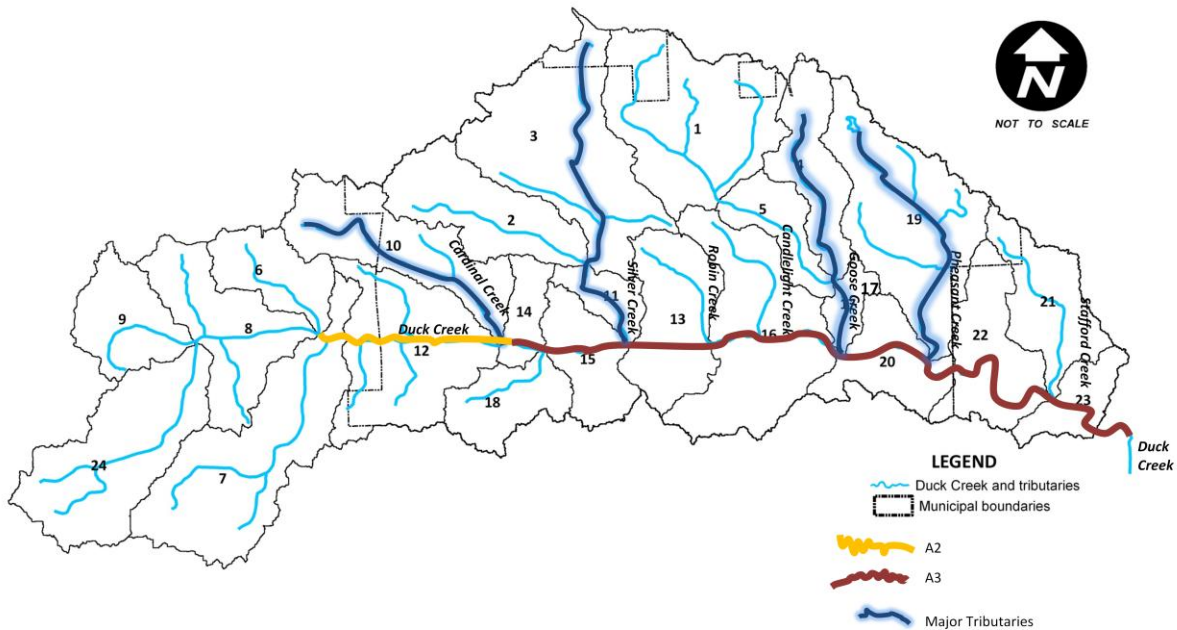 N
NOT TO SCALE
3
1
2
5
19
10
Cardinal Creek
6
Silver Creek
Robin Creek
Candlelight Creek
Goose Creek
17
Pheasant Creek
11
21
Stafford Creek
9
8
Duck Creek
12
14
13
15
16
20
22
18
23
24
7
Duck
Creek
LEGEND
Duck Creek and tributaries
Municipal boundaries
A2
A3
Major Tributaries